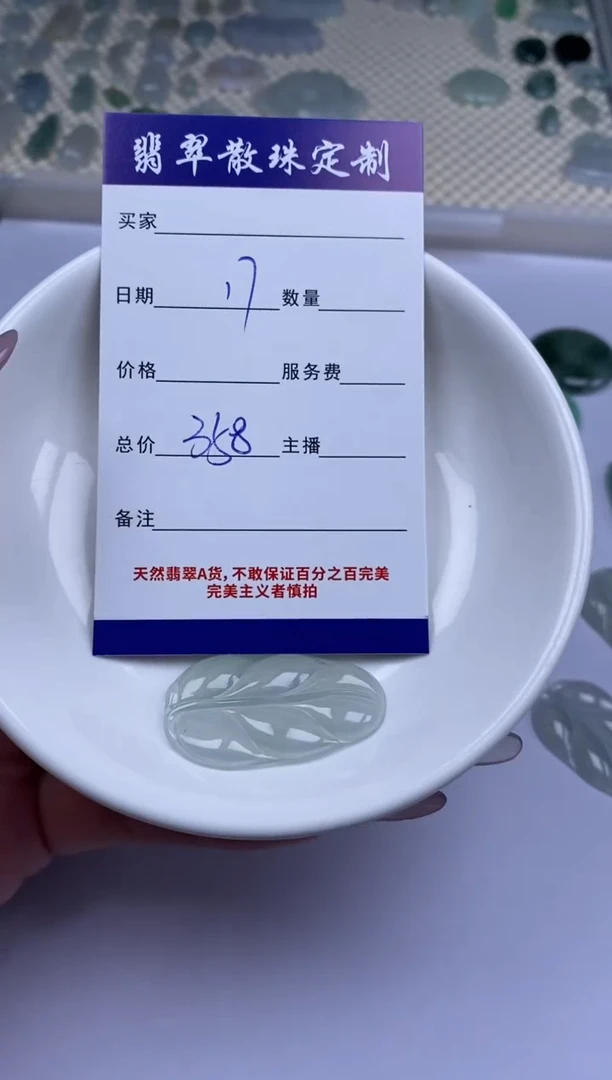 翡翠散珠定制
买家
日期 17 数量
价格 服务费
总价 358 主播
备注
天然翡翠A货,不敢保证百分之百完美
完美主义者慎拍